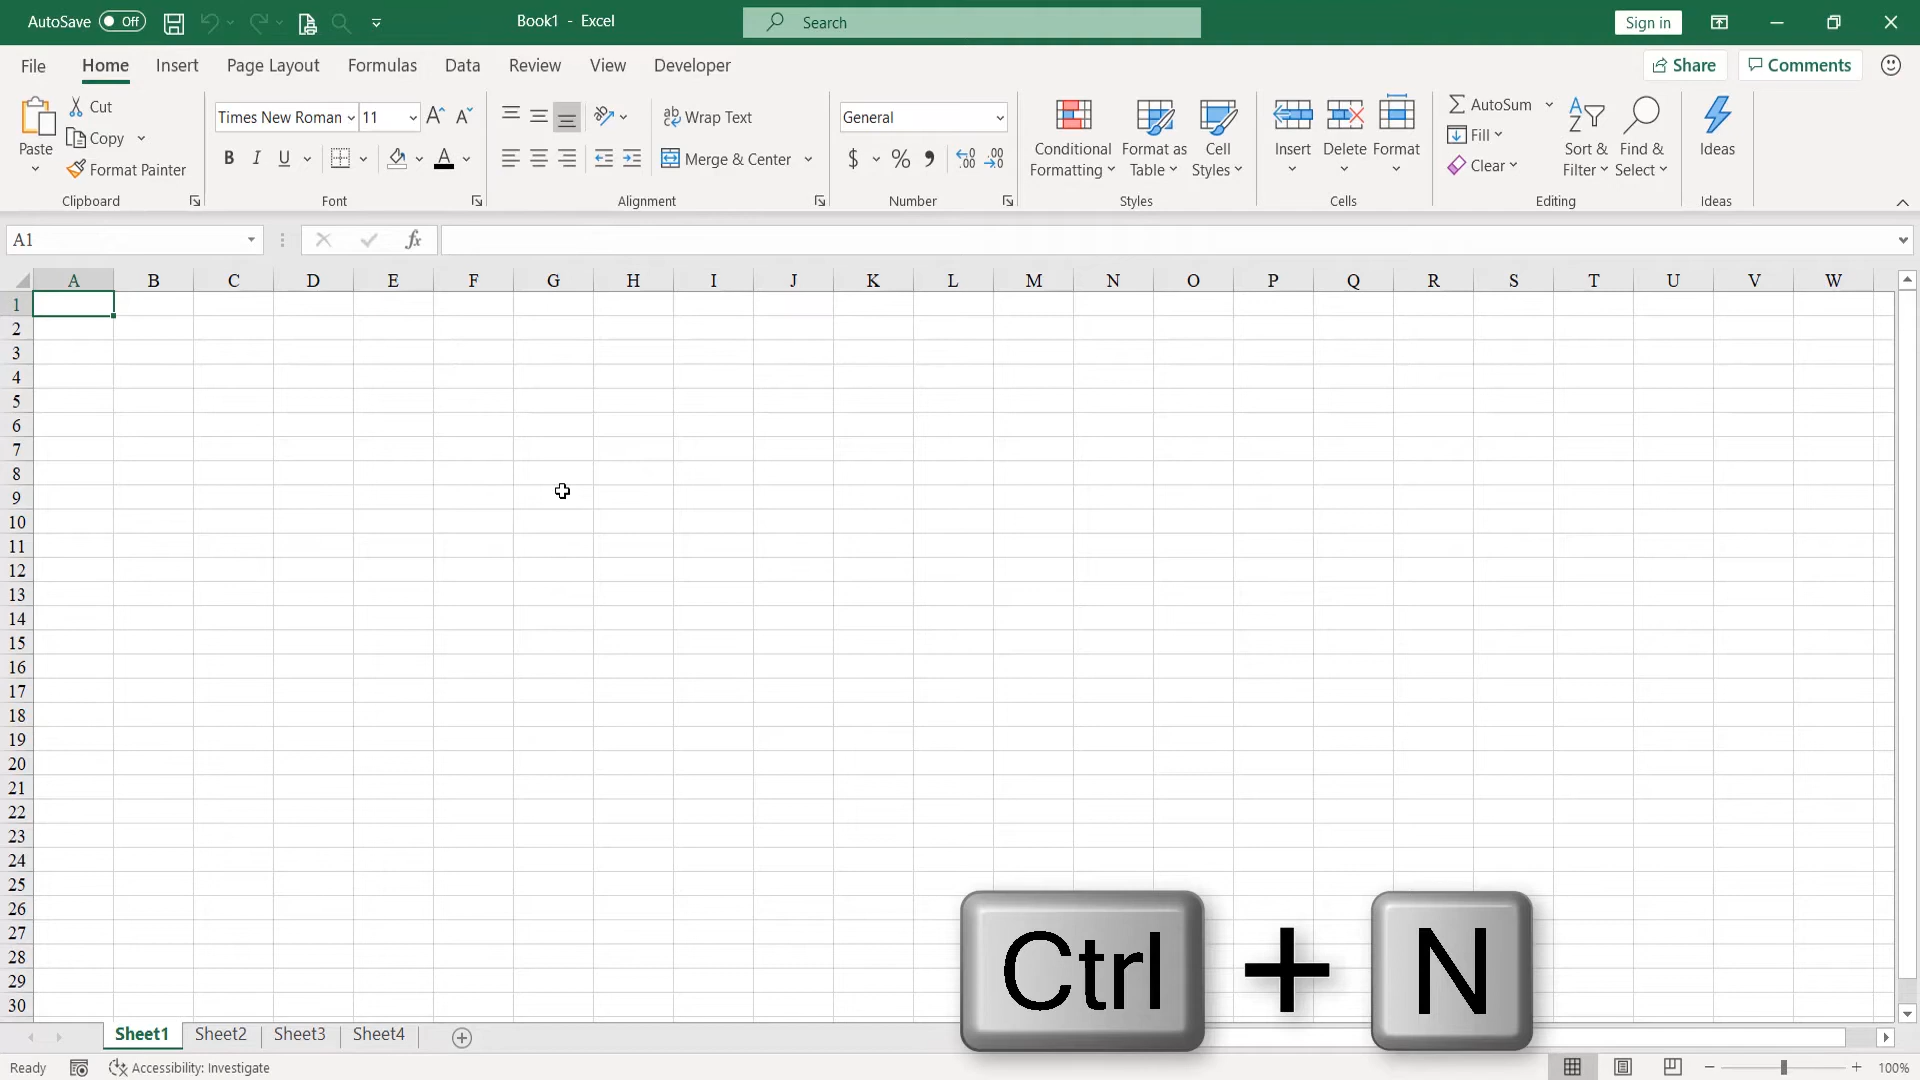 AutoSave Off Book1 - Excel Search Sign in
File Home Insert Page Layout Formulas Data Review View Developer Share Comments
Paste
Cut
Copy
Format Painter
Clipboard
Times New Roman 11
B I U
Font
Wrap Text
Merge & Center
Alignment
General
$ % 9
Number
Conditional Formatting
Format as Table
Cell Styles
Styles
Insert Delete Format
Cells
AutoSum
Fill
Clear
Sort & Filter
Find & Select
Editing
Ideas
Ideas
A1 fx
A B C D E F G H I J K L M N O P Q R S T U V W
1
2
3
4
5
6
7
8
9
10
11
12
13
14
15
16
17
18
19
20
21
22
23
24
25
26
27
28
29
30
Ctrl + N
Sheet1 Sheet2 Sheet3 Sheet4
Ready Accessibility: Investigate 100%